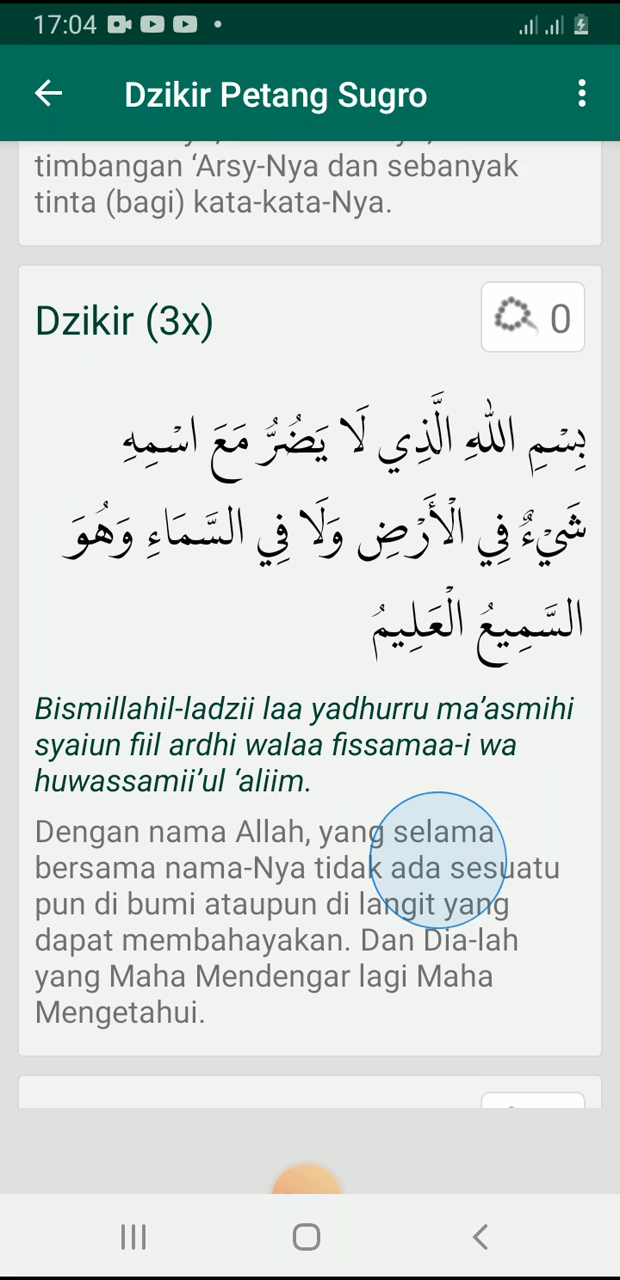 17:04
Dzikir Petang Sugro
timbangan ‘Arsy-Nya dan sebanyak
tinta (bagi) kata-kata-Nya.
Dzikir (3x)
0
بِسْمِ اللهِ الَّذِي لَا يَضُرُّ مَعَ اسْمِهِ
شَيْءٌ فِي الْأَرْضِ وَلَا فِي السَّمَاءِ وَهُوَ
السَّمِيعُ الْعَلِيمُ
Bismillahil-ladzii laa yadhurru ma’asmihi
syaiun fiil ardhi walaa fissamaa-i wa
huwassamii’ul ‘aliim.
Dengan nama Allah, yang selama
bersama nama-Nya tidak ada sesuatu
pun di bumi ataupun di langit yang
dapat membahayakan. Dan Dia-lah
yang Maha Mendengar lagi Maha
Mengetahui.